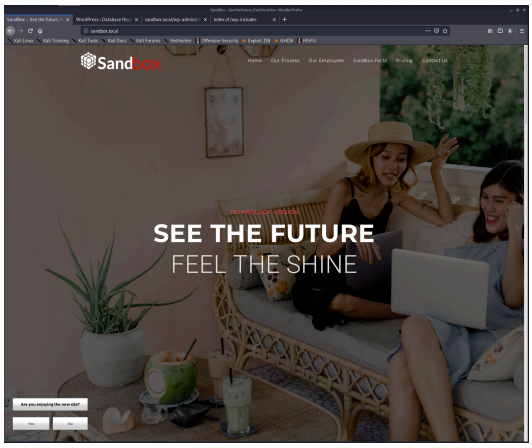 SandBox – See the future, Feel the shine. - Mozilla Firefox
SandBox – See the future, F
WordPress › Database Repa
sandbox.local/wp-admin/in
Index of /wp-includes
sandbox.local
Kali Linux Kali Training Kali Tools Kali Docs Kali Forums NetHunter Offensive Security Exploit-DB GHDB MSFU
Sandbox
Home Our Process Our Employees Sandbox Facts Pricing Contact Us
TECHNOLOGY DESIGN
SEE THE FUTURE
FEEL THE SHINE
Are you enjoying the new site?
Yes No